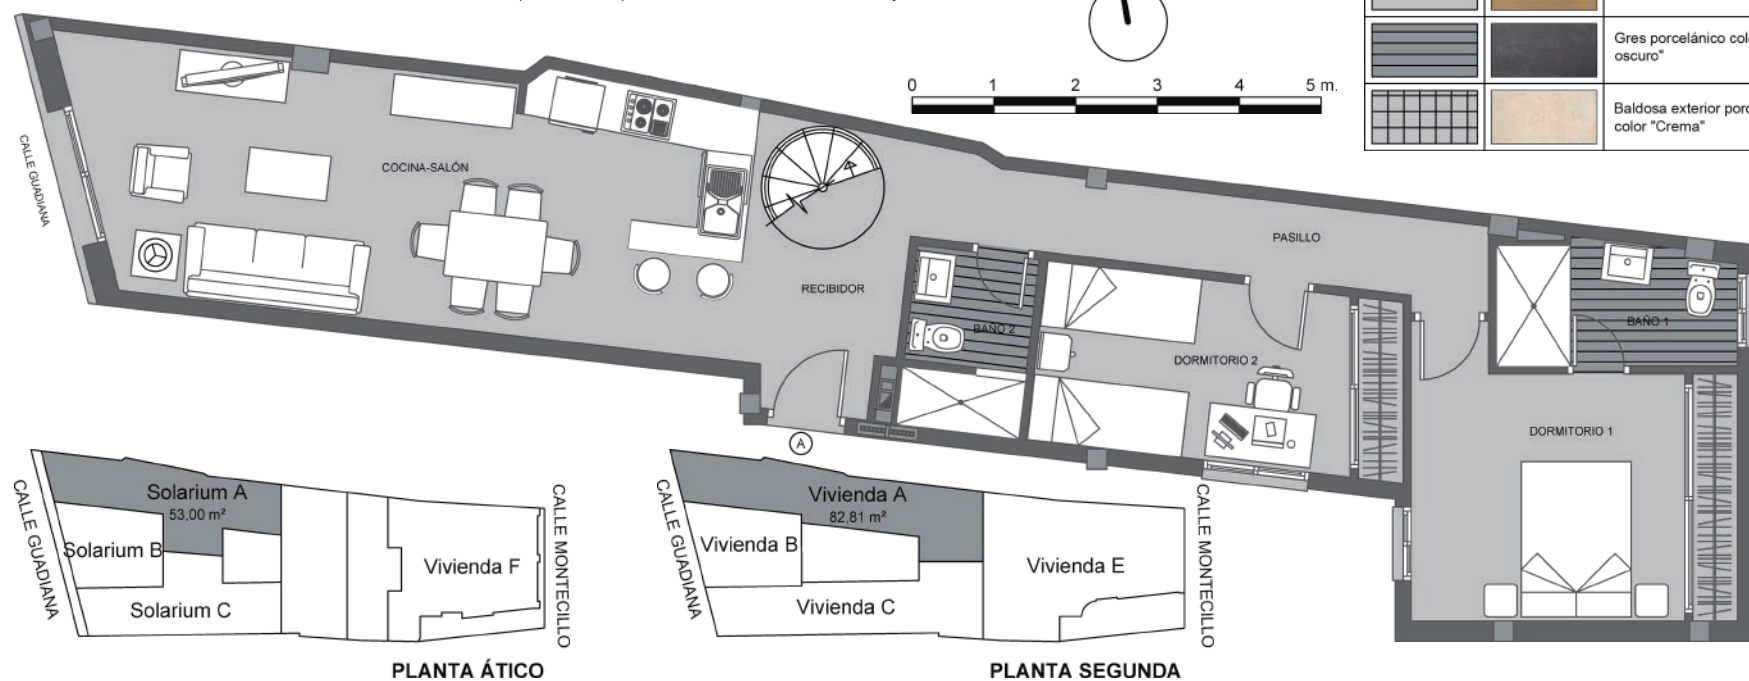 0 1 2 3 4 5 m.
Gres porcelánico col
oscuro"
Baldosa exterior por
color "Crema"
CALLE GUADIANA
COCINA-SALÓN
PASILLO
RECIBIDOR
BAÑO 2
BAÑO 1
DORMITORIO 2
DORMITORIO 1
A
CALLE GUADIANA
Solarium A
53,00 m²
Solarium B
Solarium C
Vivienda F
CALLE MONTECILLO
PLANTA ÁTICO
CALLE GUADIANA
Vivienda A
82,81 m²
Vivienda B
Vivienda C
Vivienda E
CALLE MONTECILLO
PLANTA SEGUNDA